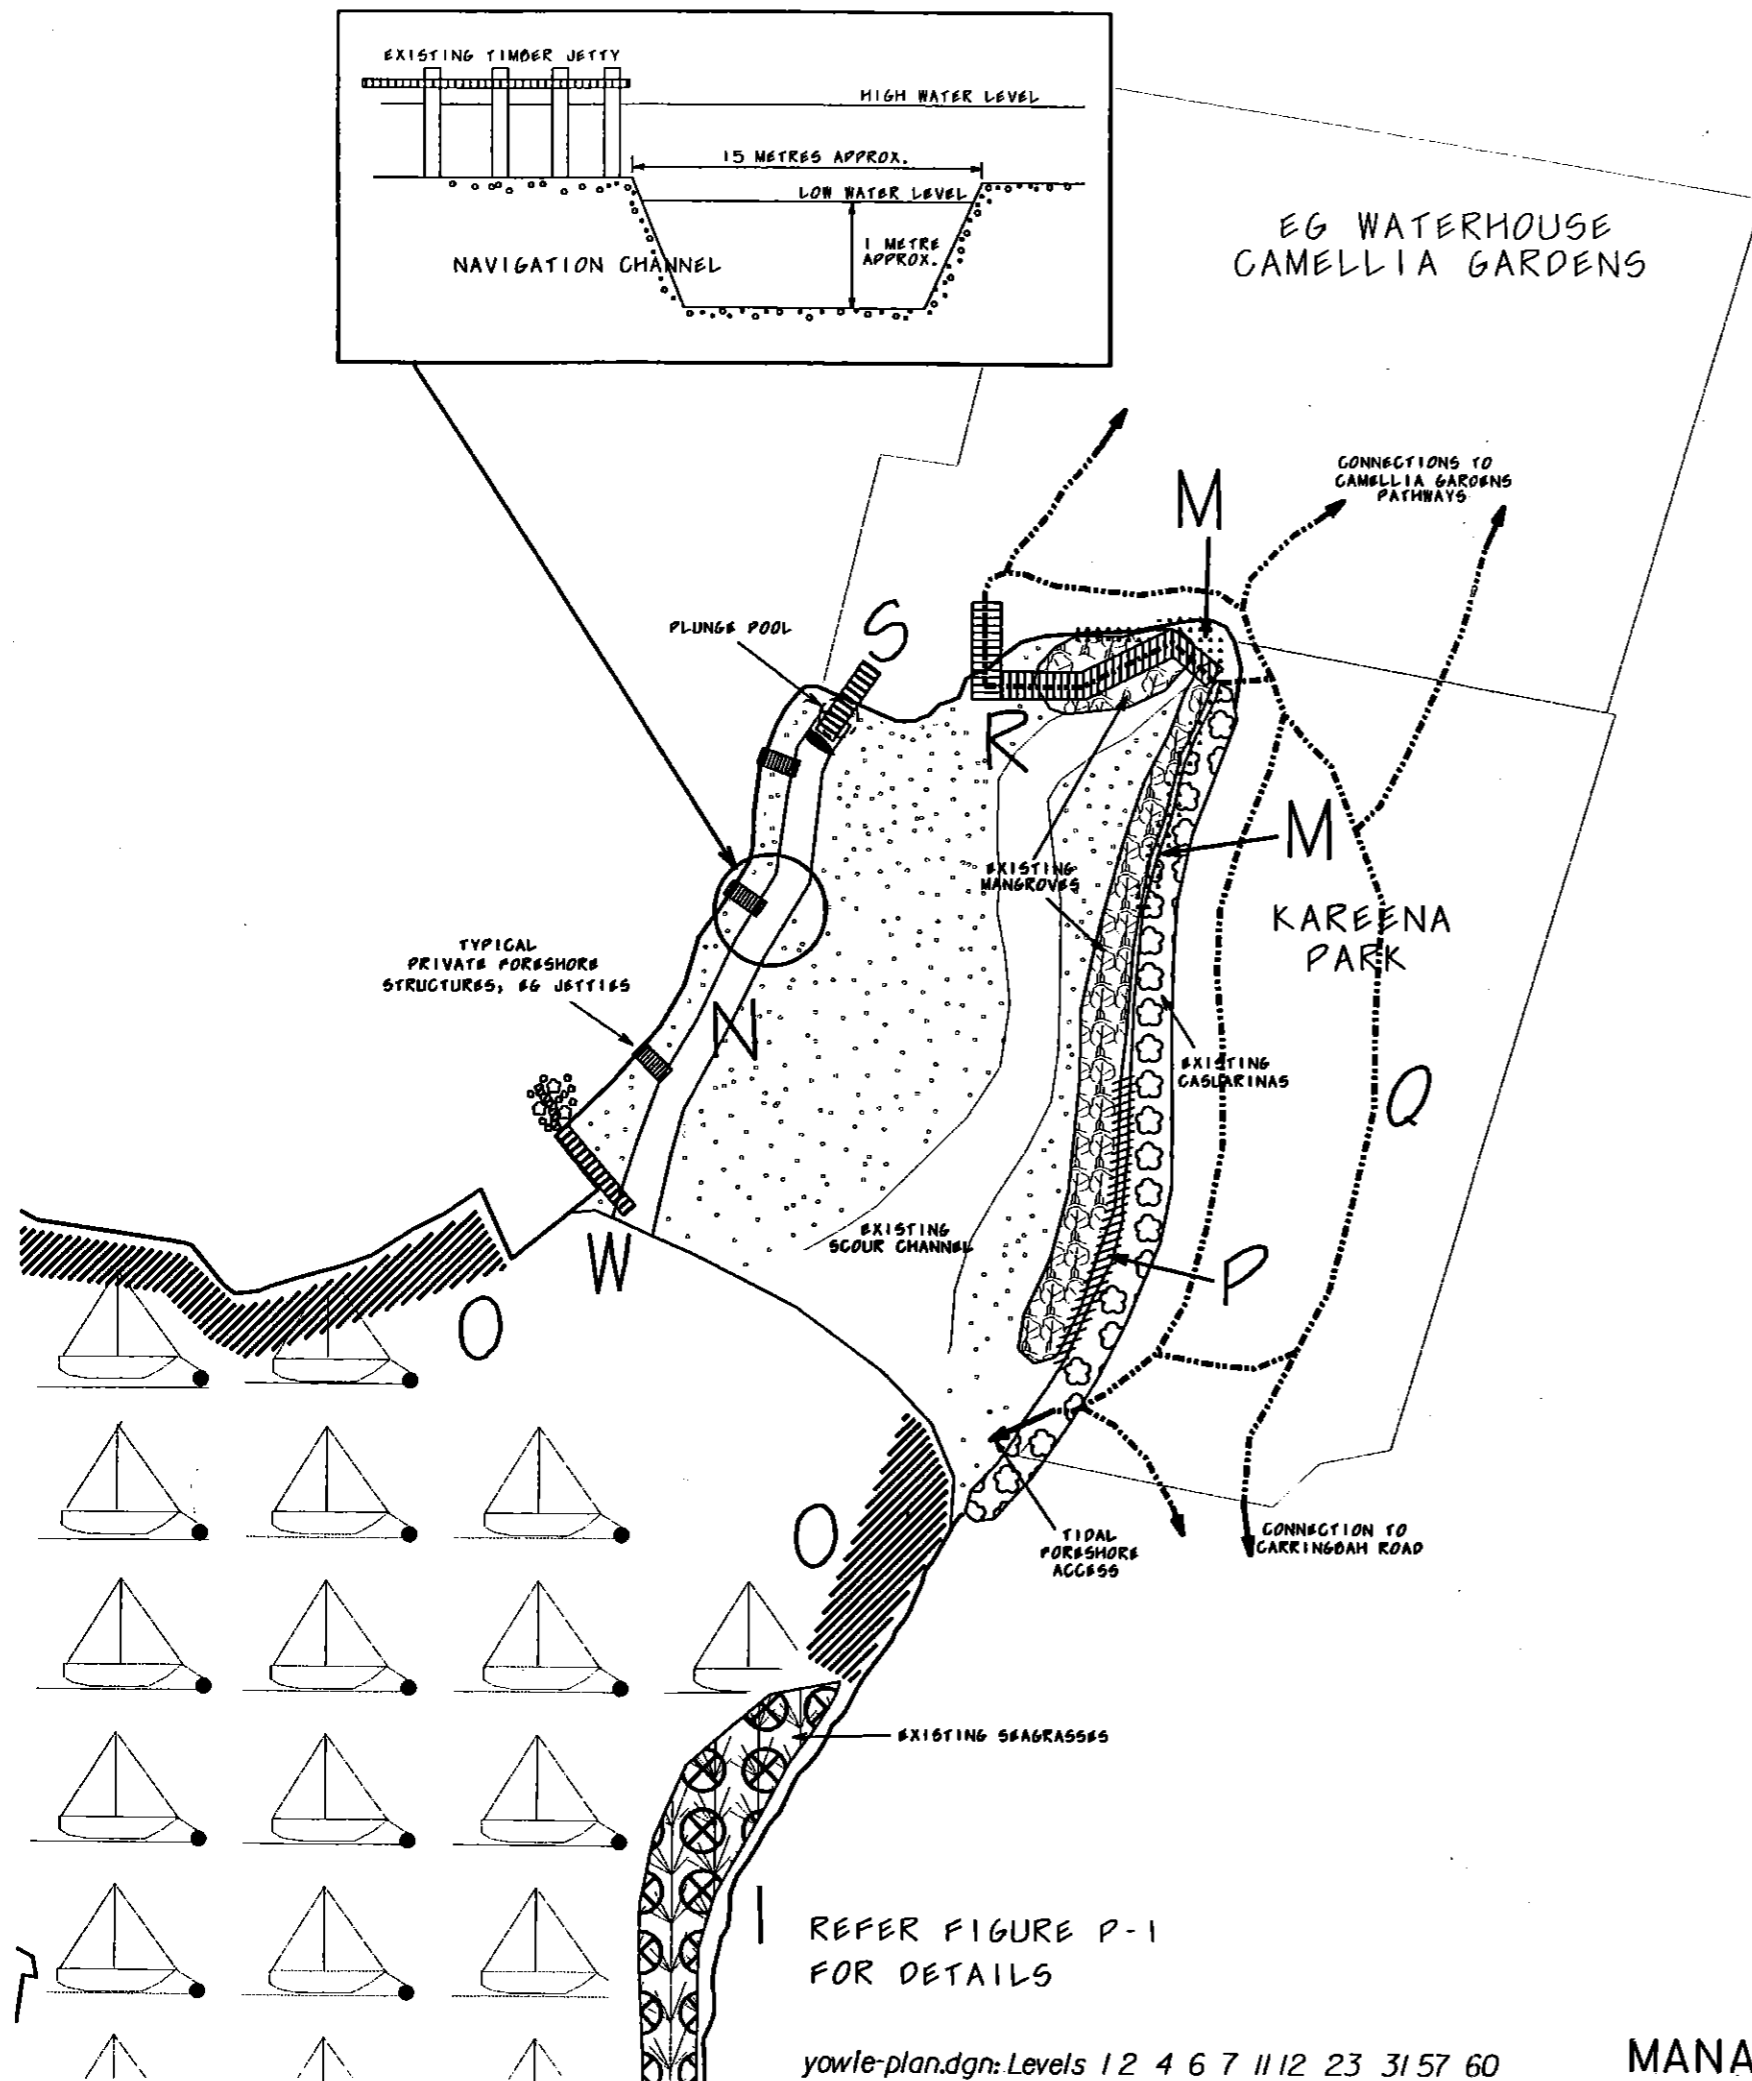 EXISTING TIMBER JETTY
HIGH WATER LEVEL
15 METRES APPROX.
LOW WATER LEVEL
1 METRE
APPROX.
NAVIGATION CHANNEL
EG WATERHOUSE
CAMELLIA GARDENS
CONNECTIONS TO
CAMELLIA GARDENS
PATHWAYS
M
S
PLUNGE POOL
R
M
EXISTING
MANGROVES
KAREENA
PARK
TYPICAL
PRIVATE FORESHORE
STRUCTURES, EG JETTIES
N
EXISTING
CASUARINAS
Q
EXISTING
SCOUR CHANNEL
W
P
O
O
TIDAL
FORESHORE
ACCESS
CONNECTION TO
CARRINGBAH ROAD
EXISTING SEAGRASSES
I
REFER FIGURE P-1
FOR DETAILS
yowie-plan.dgn: Levels 1 2 4 6 7 11 12 23 31 57 60
MANA